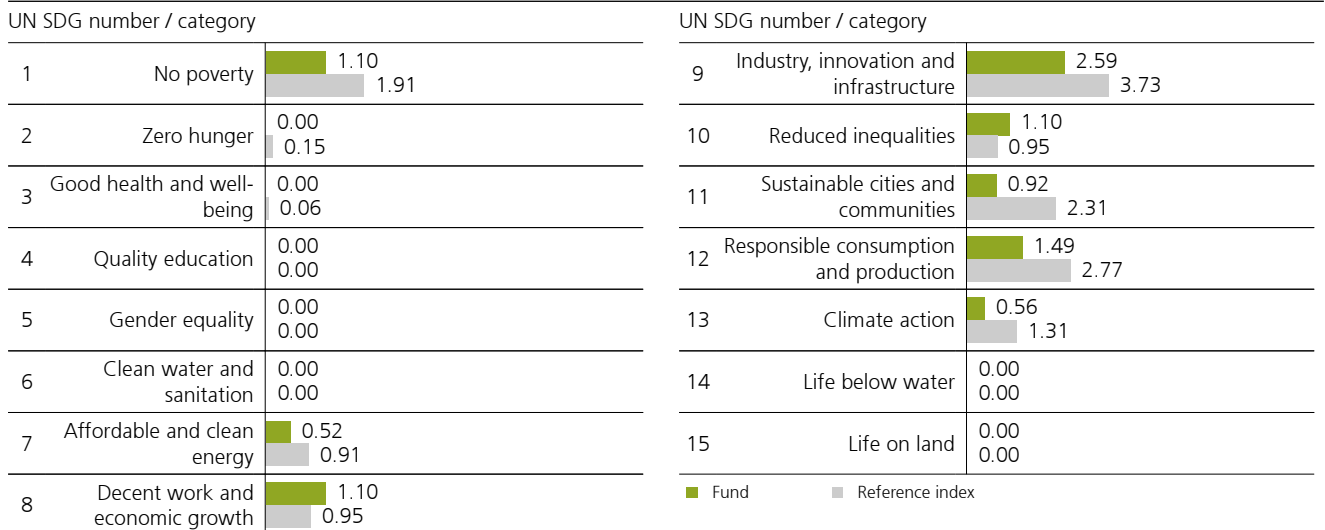 UN SDG number / category
1 No poverty 1.10
1.91
2 Zero hunger 0.00
0.15
3 Good health and well-
being 0.00
0.06
4 Quality education 0.00
0.00
5 Gender equality 0.00
0.00
6 Clean water and
sanitation 0.00
0.00
7 Affordable and clean
energy 0.52
0.91
8 Decent work and
economic growth 1.10
0.95
UN SDG number / category
9 Industry, innovation and
infrastructure 2.59
3.73
10 Reduced inequalities 1.10
0.95
11 Sustainable cities and
communities 0.92
2.31
12 Responsible consumption
and production 1.49
2.77
13 Climate action 0.56
1.31
14 Life below water 0.00
0.00
15 Life on land 0.00
0.00
Fund Reference index